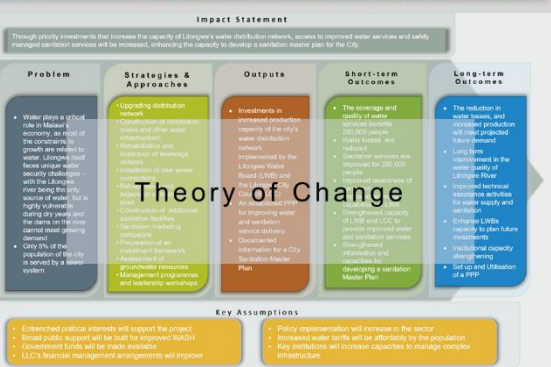 Impact Statement
Through priority investments that increase the capacity of Lilongwe's water distribution network, access to improved water services and safely
managed sanitation services will be increased, enhancing the capacity to develop a sanitation master plan for the City.
Problem
• Water plays a critical
role in Malawi's
economy, as most of
the constraints to
growth are related to
water. Lilongwe itself
faces unique water
security challenges -
with the Lilongwe
river being the only
source of water, but is
highly vulnerable
during dry years and
the dams on the river
cannot meet growing
demand.
• Only 5% of the
population of the city
is served by a sewer
system
Strategies &
Approaches
• Upgrading distribution
network
• Construction of distribution
mains and other water
infrastructure
• Rehabilitation and
expansion of sewerage
network
• Installation of new sewer
plant
• Construction of additional
sanitation facilities
• Sanitation marketing
campaigns
• Preparation of an
investment framework
• Assessment of
groundwater resources
• Management programmes
and leadership workshops
Outputs
• Investments in
increased production
capacity of the city's
water distribution
network
implemented by the
Lilongwe Water
Board (LWB) and
the Lilongwe City
• An established PPP
for improving water
and sanitation
service delivery
• Documented
information for a City
Sanitation Master
Plan
Short-term
Outcomes
• The coverage and
quality of water
services benefits
250,000 people
• Water losses are
reduced
• Sanitation services are
improved for 250,000
people
• Improved awareness of
• Strengthened capacity
of LWB and LCC to
provide improved water
and sanitation services
• Strengthened
information and
capacities for
developing a sanitation
Master Plan
Long-term
Outcomes
• The reduction in
water losses, and
increased production
will meet projected
future demand
• Long term
improvement in the
water quality of
Lilongwe River
• Improved technical
assistance activities
for water supply and
sanitation
• Enhance LWBs
capacity to plan future
investments
• Institutional capacity
strengthening
• Set up and Utilisation
of a PPP
Theory of Change
Key Assumptions
• Entrenched political interests will support the project
• Broad public support will be built for improved WASH
• Government funds will be made available
• LLC's financial management arrangements will improve
• Policy implementation will increase in the sector
• Increased water tariffs will be affordably by the population
• Key institutions will increase capacities to manage complex
infrastructure